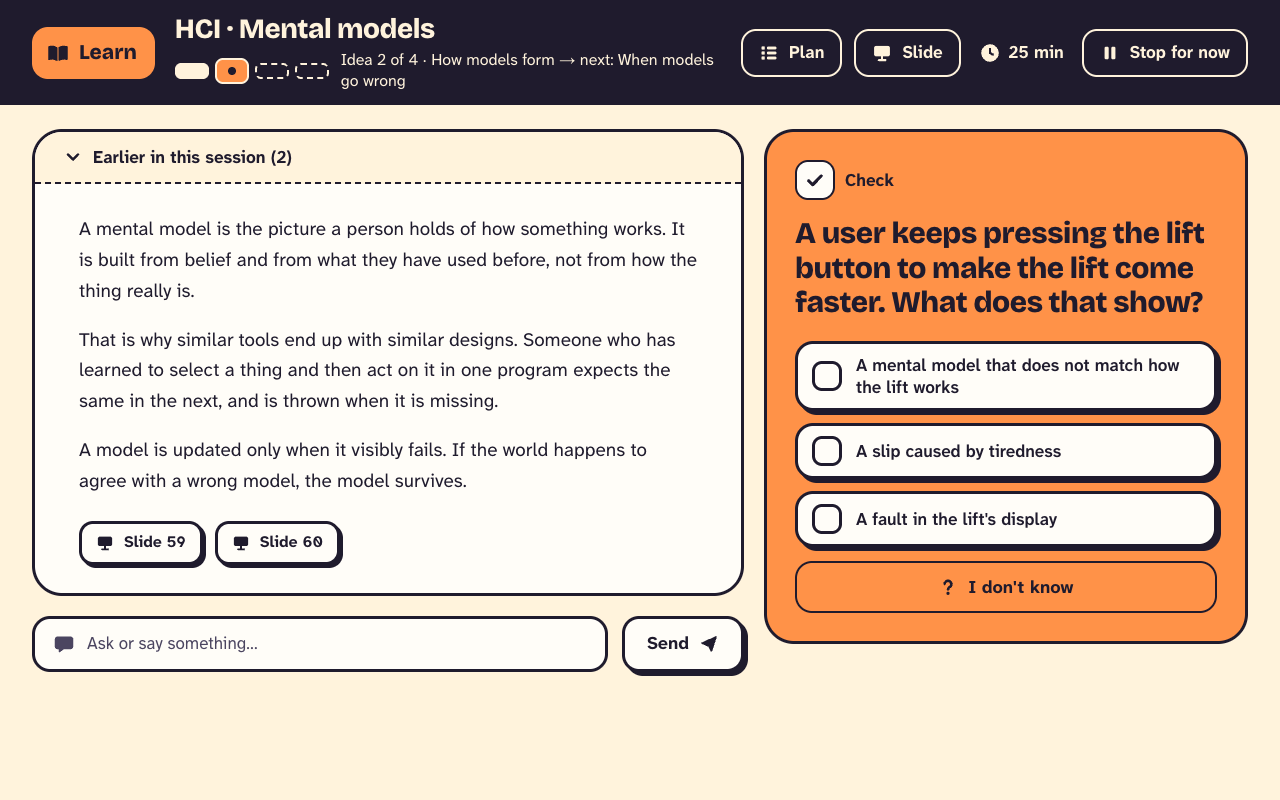 Learn
HCI · Mental models
Idea 2 of 4 · How models form → next: When models
go wrong
Plan
Slide
25 min
Stop for now
Earlier in this session (2)
A mental model is the picture a person holds of how something works. It
is built from belief and from what they have used before, not from how the
thing really is.
That is why similar tools end up with similar designs. Someone who has
learned to select a thing and then act on it in one program expects the
same in the next, and is thrown when it is missing.
A model is updated only when it visibly fails. If the world happens to
agree with a wrong model, the model survives.
Slide 59
Slide 60
Ask or say something...
Send
Check
A user keeps pressing the lift
button to make the lift come
faster. What does that show?
A mental model that does not match how
the lift works
A slip caused by tiredness
A fault in the lift's display
? I don't know